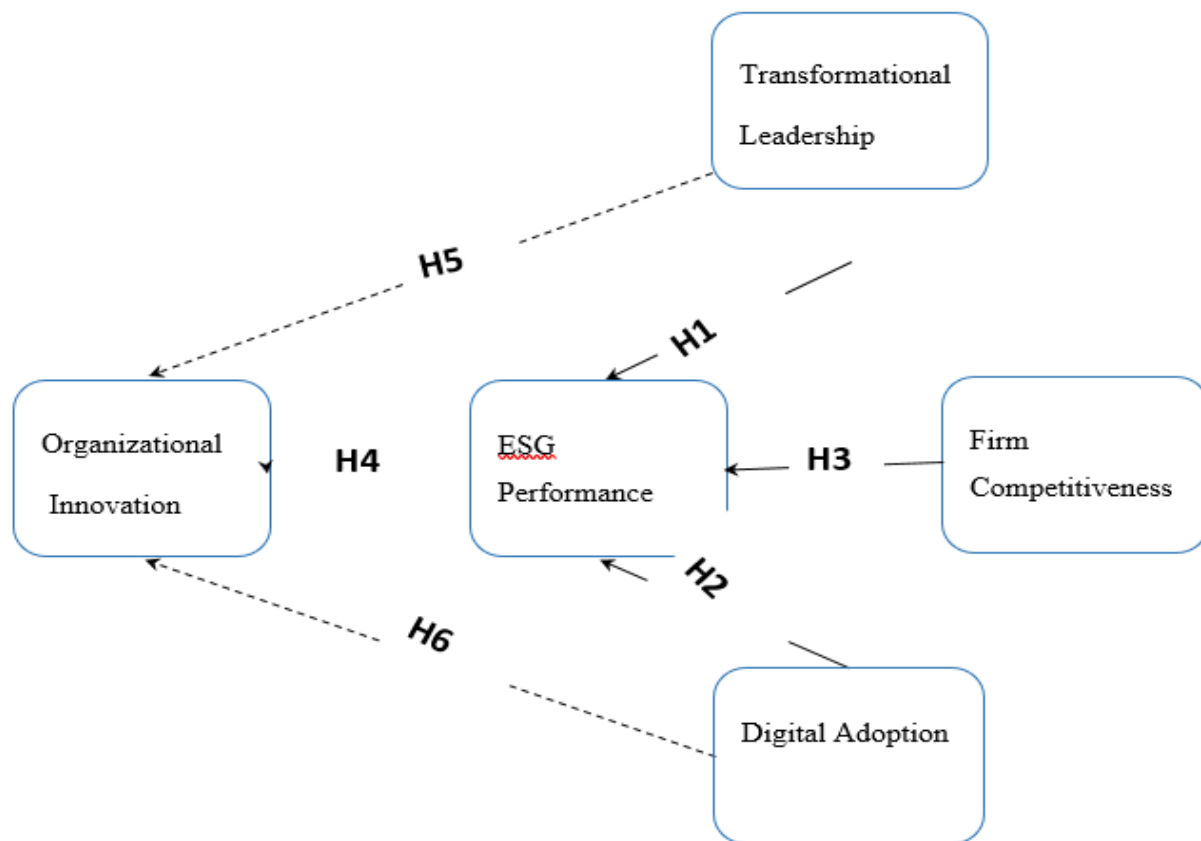 Transformational
Leadership
H5
H1
Organizational
Innovation
H4
ESG
Performance
H3
Firm
Competitiveness
H2
H6
Digital Adoption